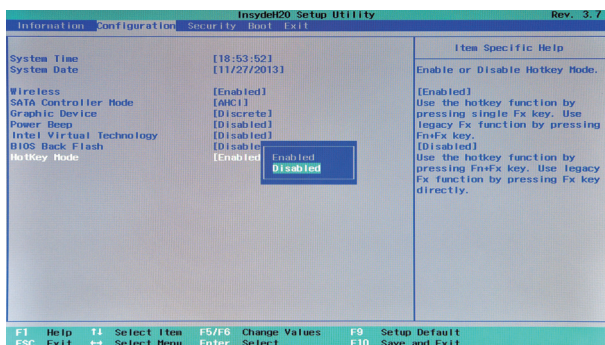 InsydeH20 Setup Utility Rev. 3.7
Information Configuration Security Boot Exit
Item Specific Help
System Time [18:53:52]
System Date [11/27/2013]
Enable or Disable Hotkey Mode.
Wireless [Enabled]
SATA Controller Mode [AHCI]
Graphic Device [Discrete]
Power Beep [Disabled]
Intel Virtual Technology [Disabled]
BIOS Back Flash [Disable
HotKey Mode [Enabled
Enabled
Disabled
[Enabled]
Use the hotkey function by
pressing single Fx key. Use
legacy Fx function by pressing
Fn+Fx key.
[Disabled]
Use the hotkey function by
pressing Fn+Fx key. Use legacy
Fx function by pressing Fx key
directly.
F1 Help ↑↓ Select Item F5/F6 Change Values F9 Setup Default
ESC Exit ↔ Select Menu Enter Select F10 Save and Exit